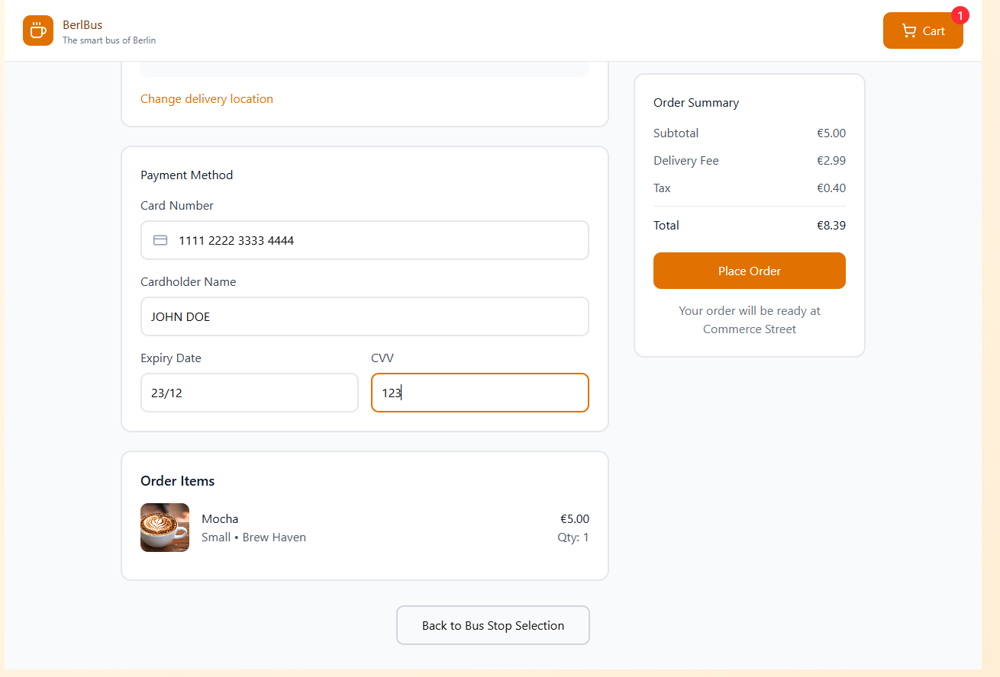 BerlBus
The smart bus of Berlin
1
Cart
Change delivery location
Payment Method
Card Number
1111 2222 3333 4444
Cardholder Name
JOHN DOE
Expiry Date
CVV
23/12
123
Order Items
Mocha
€5.00
Small • Brew Haven
Qty: 1
Back to Bus Stop Selection
Order Summary
Subtotal
€5.00
Delivery Fee
€2.99
Tax
€0.40
Total
€8.39
Place Order
Your order will be ready at
Commerce Street